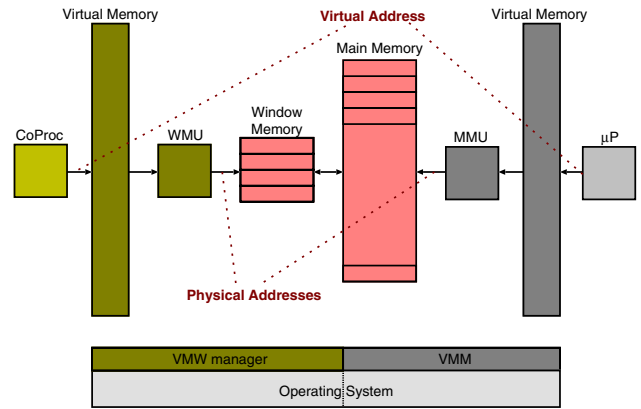 Virtual Memory
Virtual Address
Virtual Memory
Main Memory
CoProc
WMU
Window
Memory
MMU
µP
Physical Addresses
VMW manager
VMM
Operating System